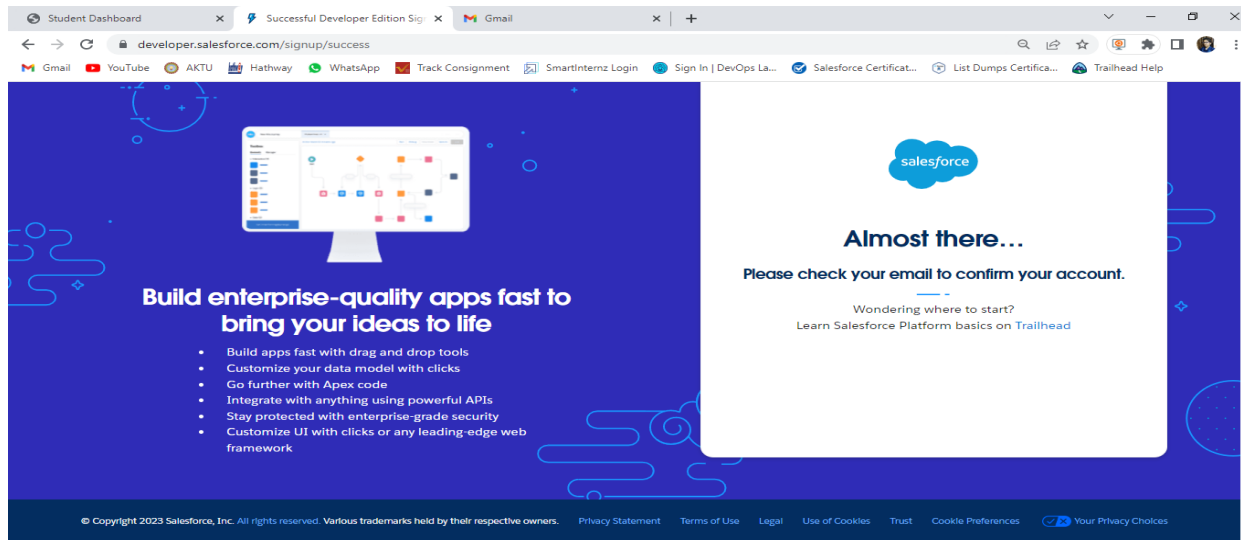 Student Dashboard
Successful Developer Edition Sig
Gmail
developer.salesforce.com/signup/success
Gmail
YouTube
AKTU
Hathway
WhatsApp
Track Consignment
SmartInternz Login
Sign In | DevOps La...
Salesforce Certificat...
List Dumps Certifica...
Trailhead Help
Build enterprise-quality apps fast to
bring your ideas to life
• Build apps fast with drag and drop tools
• Customize your data model with clicks
• Go further with Apex code
• Integrate with anything using powerful APIs
• Stay protected with enterprise-grade security
• Customize UI with clicks or any leading-edge web
framework
salesforce
Almost there...
Please check your email to confirm your account.
Wondering where to start?
Learn Salesforce Platform basics on Trailhead
© Copyright 2023 Salesforce, Inc. All rights reserved. Various trademarks held by their respective owners.
Privacy Statement
Terms of Use
Legal
Use of Cookies
Trust
Cookie Preferences
Your Privacy Choices